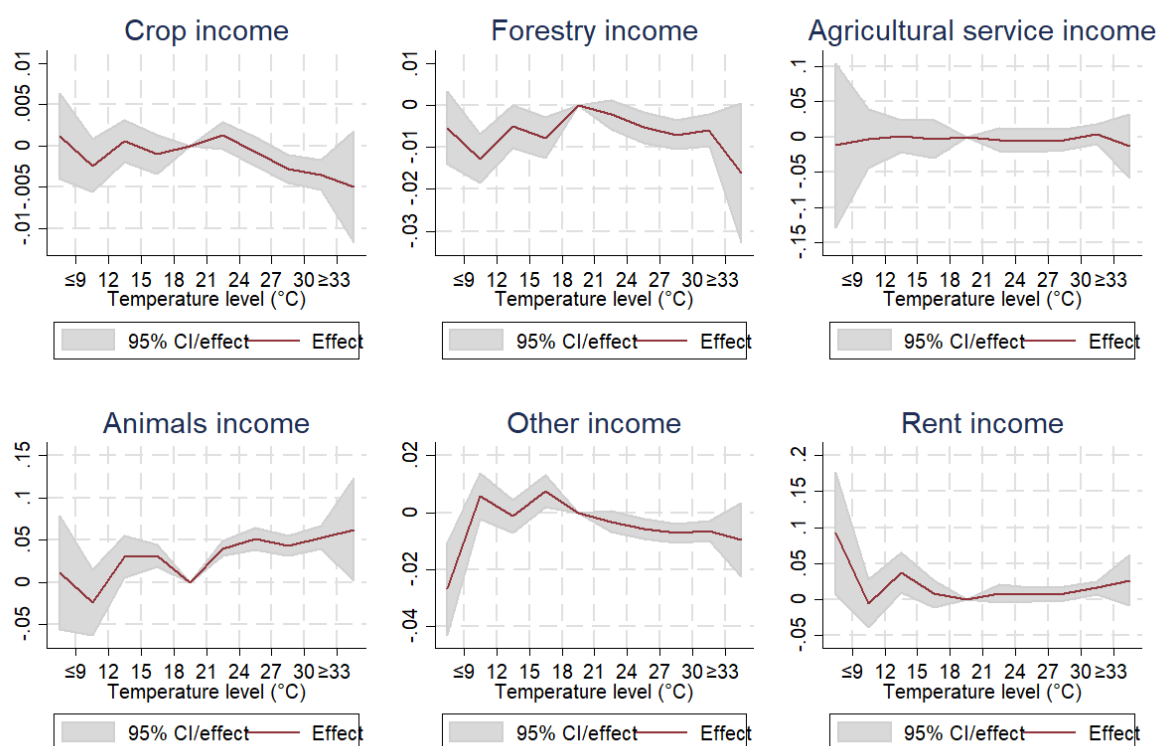 Crop income
.01
.005
0
-.005
-.01
≤9 12 15 18 21 24 27 30 ≥33
Temperature level (°C)
95% CI/effect Effect
Forestry income
.01
0
-.01
-.02
-.03
≤9 12 15 18 21 24 27 30 ≥33
Temperature level (°C)
95% CI/effect Effect
Agricultural service income
.1
.05
0
-.05
-.1
-.15
≤9 12 15 18 21 24 27 30 ≥33
Temperature level (°C)
95% CI/effect Effect
Animals income
.15
.1
.05
0
-.05
≤9 12 15 18 21 24 27 30 ≥33
Temperature level (°C)
95% CI/effect Effect
Other income
.02
0
-.02
-.04
≤9 12 15 18 21 24 27 30 ≥33
Temperature level (°C)
95% CI/effect Effect
Rent income
.2
.15
.1
.05
0
-.05
≤9 12 15 18 21 24 27 30 ≥33
Temperature level (°C)
95% CI/effect Effect